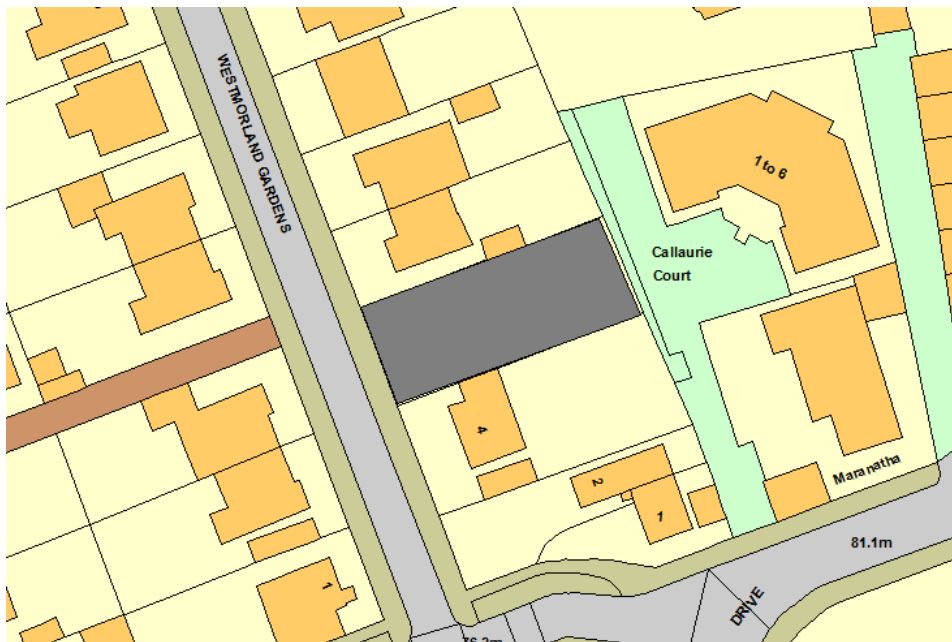 WESTMORLAND GARDENS
1 to 6
Callaurie
Court
4
2
1
Maranatha
81.1m
1
DRIVE